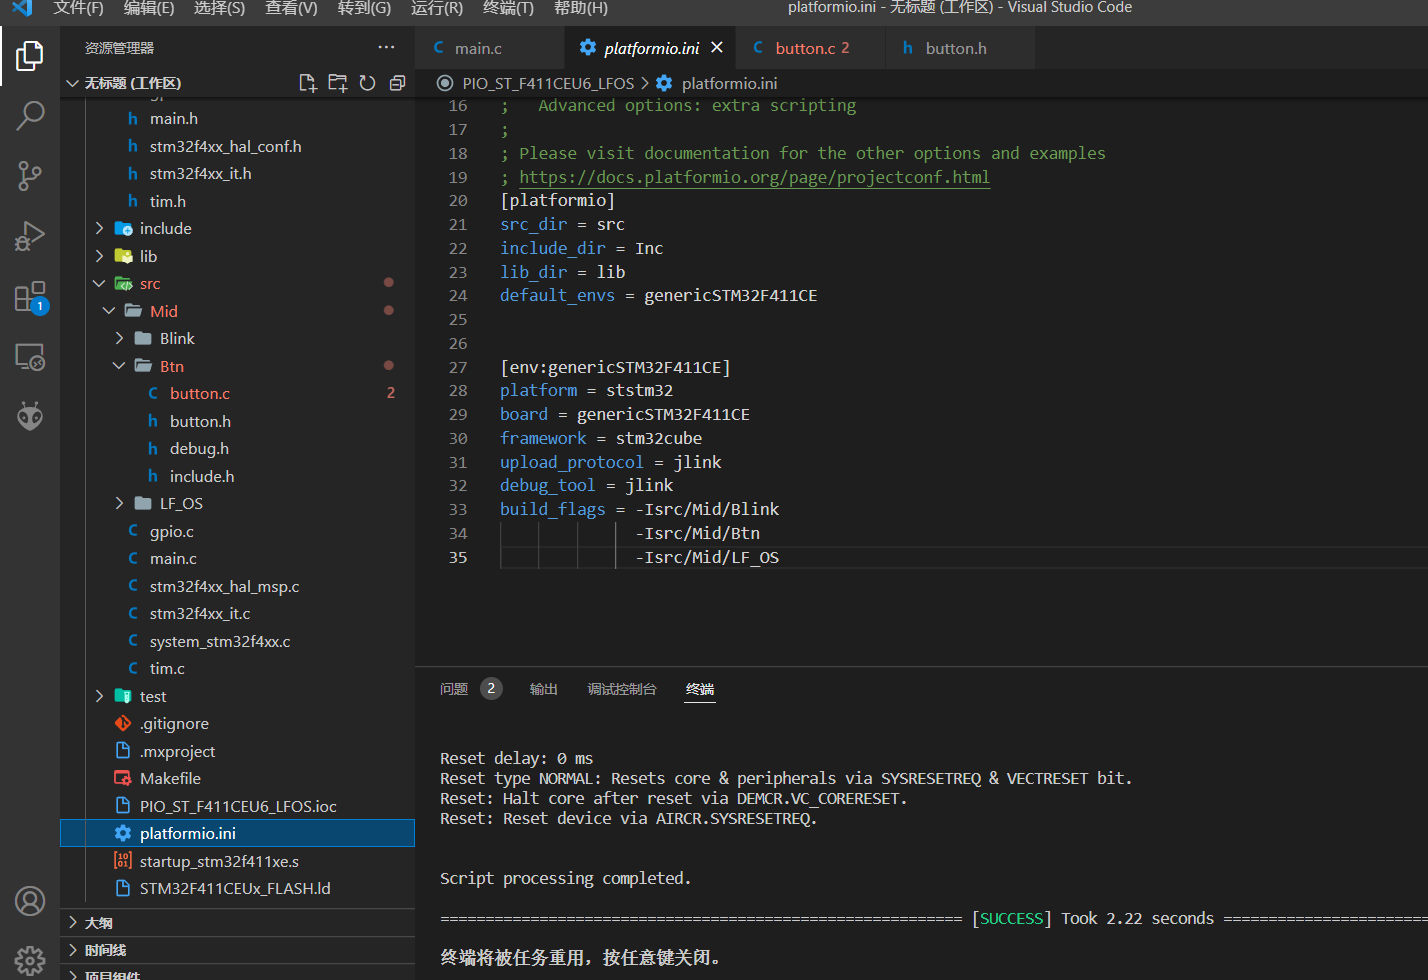 文件(F) 编辑(E) 选择(S) 查看(V) 转到(G) 运行(R) 终端(T) 帮助(H) platformio.ini - 无标题 (工作区) - Visual Studio Code
资源管理器 ···
无标题 (工作区)
main.h
stm32f4xx_hal_conf.h
stm32f4xx_it.h
tim.h
include
lib
src
Mid
Blink
Btn
button.c 2
button.h
debug.h
include.h
LF_OS
gpio.c
main.c
stm32f4xx_hal_msp.c
stm32f4xx_it.c
system_stm32f4xx.c
tim.c
test
.gitignore
.mxproject
Makefile
PIO_ST_F411CEU6_LFOS.ioc
platformio.ini
startup_stm32f411xe.s
STM32F411CEUx_FLASH.ld
大纲
时间线
项目组件
1
main.c platformio.ini button.c 2 button.h
PIO_ST_F411CEU6_LFOS > platformio.ini
16 ;   Advanced options: extra scripting
17 ;
18 ; Please visit documentation for the other options and examples
19 ; https://docs.platformio.org/page/projectconf.html
20 [platformio]
21 src_dir = src
22 include_dir = Inc
23 lib_dir = lib
24 default_envs = genericSTM32F411CE
25
26
27 [env:genericSTM32F411CE]
28 platform = ststm32
29 board = genericSTM32F411CE
30 framework = stm32cube
31 upload_protocol = jlink
32 debug_tool = jlink
33 build_flags = -Isrc/Mid/Blink
34               -Isrc/Mid/Btn
35               -Isrc/Mid/LF_OS
问题 2 输出 调试控制台 终端
Reset delay: 0 ms
Reset type NORMAL: Resets core & peripherals via SYSRESETREQ & VECTRESET bit.
Reset: Halt core after reset via DEMCR.VC_CORERESET.
Reset: Reset device via AIRCR.SYSRESETREQ.
Script processing completed.
========================================================== [SUCCESS] Took 2.22 seconds =======================
终端将被任务重用，按任意键关闭。